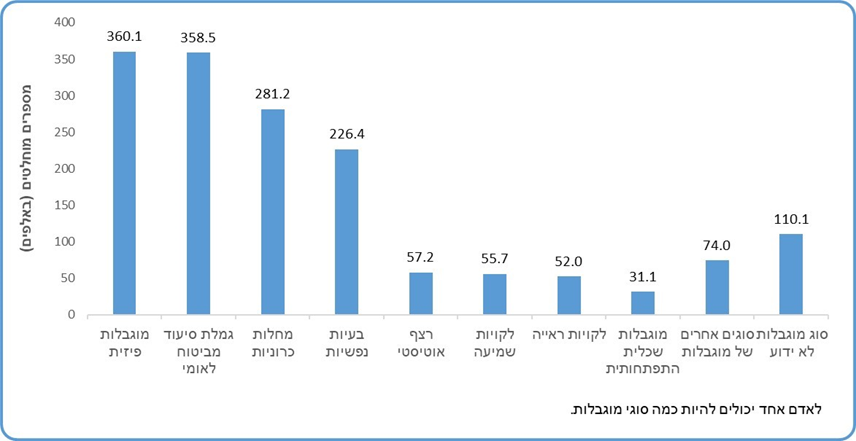 מספרים מוחלטים (באלפים)
400
350
300
250
200
150
100
50
0
360.1
358.5
281.2
226.4
57.2
55.7
52.0
31.1
74.0
110.1
מוגבלות
פיזית
גמלת סיעוד
מביטוח
לאומי
מחלות
כרוניות
בעיות
נפשיות
רצף
אוטיסטי
לקויות
שמיעה
לקויות ראייה
מוגבלות
שכלית
התפתחותית
סוגים אחרים
של מוגבלות
סוג מוגבלות
לא ידוע
לאדם אחד יכולים להיות כמה סוגי מוגבלות.